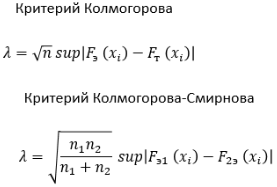 Критерий Колмогорова
λ = √n sup|Fэ (xi) − Fт (xi)|
Критерий Колмогорова-Смирнова
λ = √(n1n2 / (n1 + n2)) sup|Fэ1 (xi) − F2э (xi)|